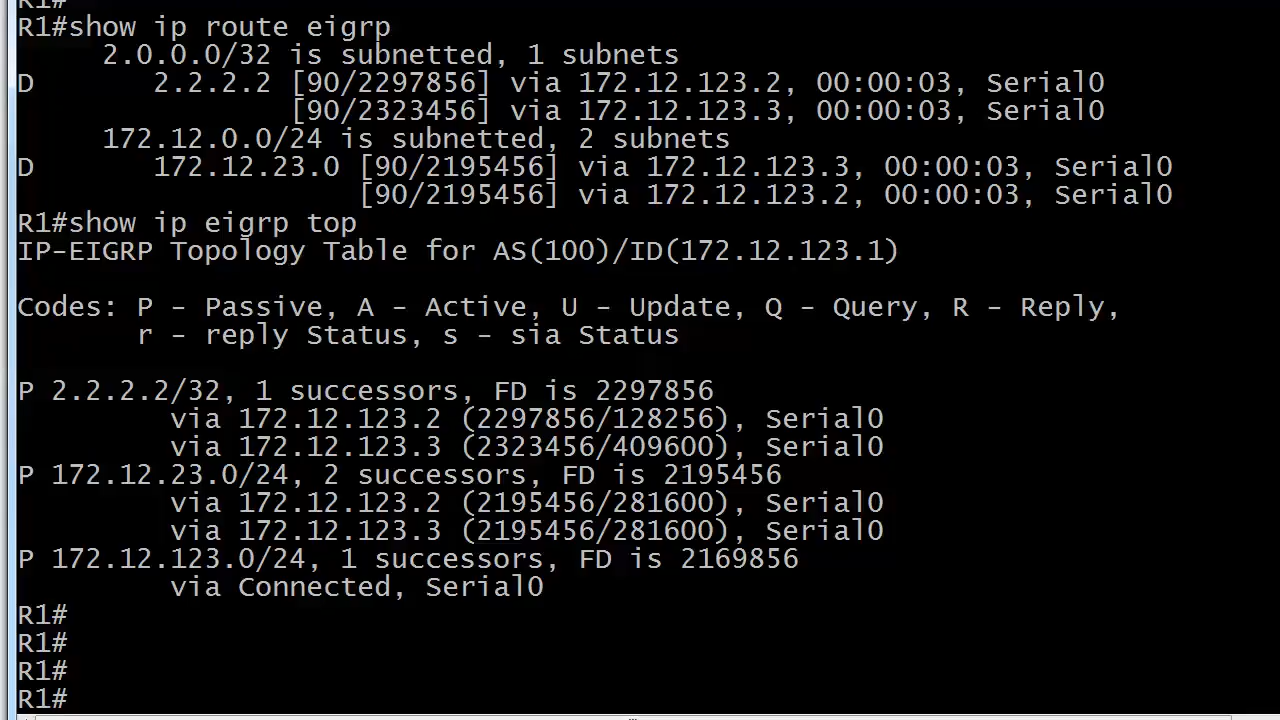 R1#
R1#show ip route eigrp
     2.0.0.0/32 is subnetted, 1 subnets
D       2.2.2.2 [90/2297856] via 172.12.123.2, 00:00:03, Serial0
                [90/2323456] via 172.12.123.3, 00:00:03, Serial0
     172.12.0.0/24 is subnetted, 2 subnets
D       172.12.23.0 [90/2195456] via 172.12.123.3, 00:00:03, Serial0
                    [90/2195456] via 172.12.123.2, 00:00:03, Serial0
R1#show ip eigrp top
IP-EIGRP Topology Table for AS(100)/ID(172.12.123.1)

Codes: P - Passive, A - Active, U - Update, Q - Query, R - Reply,
       r - reply Status, s - sia Status

P 2.2.2.2/32, 1 successors, FD is 2297856
         via 172.12.123.2 (2297856/128256), Serial0
         via 172.12.123.3 (2323456/409600), Serial0
P 172.12.23.0/24, 2 successors, FD is 2195456
         via 172.12.123.2 (2195456/281600), Serial0
         via 172.12.123.3 (2195456/281600), Serial0
P 172.12.123.0/24, 1 successors, FD is 2169856
         via Connected, Serial0
R1#
R1#
R1#
R1#